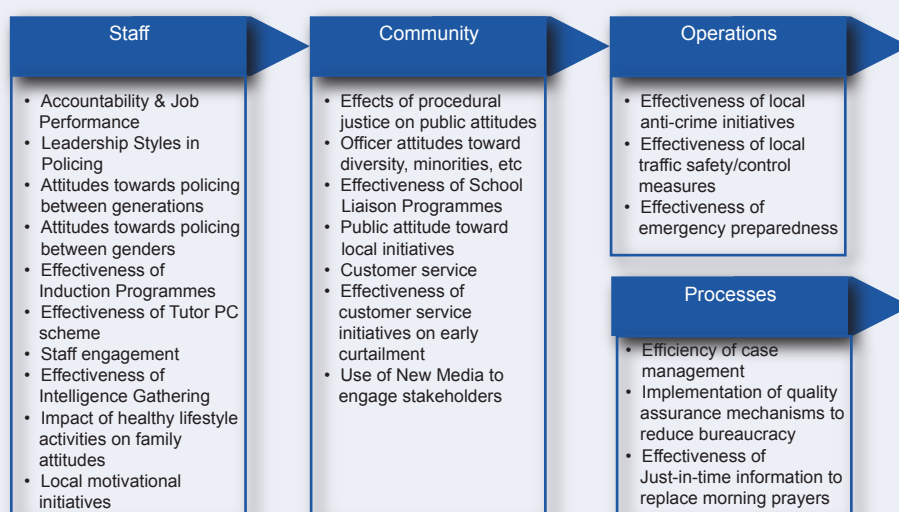 Staff
• Accountability & Job
Performance
• Leadership Styles in
Policing
• Attitudes towards policing
between generations
• Attitudes towards policing
between genders
• Effectiveness of
Induction Programmes
• Effectiveness of Tutor PC
scheme
• Staff engagement
• Effectiveness of
Intelligence Gathering
• Impact of healthy lifestyle
activities on family
attitudes
• Local motivational
initiatives
Community
• Effects of procedural
justice on public attitudes
• Officer attitudes toward
diversity, minorities, etc
• Effectiveness of School
Liaison Programmes
• Public attitude toward
local initiatives
• Customer service
• Effectiveness of
customer service
initiatives on early
curtailment
• Use of New Media to
engage stakeholders
Operations
• Effectiveness of local
anti-crime initiatives
• Effectiveness of local
traffic safety/control
measures
• Effectiveness of
emergency preparedness
Processes
• Efficiency of case
management
• Implementation of quality
assurance mechanisms to
reduce bureaucracy
• Effectiveness of
Just-in-time information to
replace morning prayers